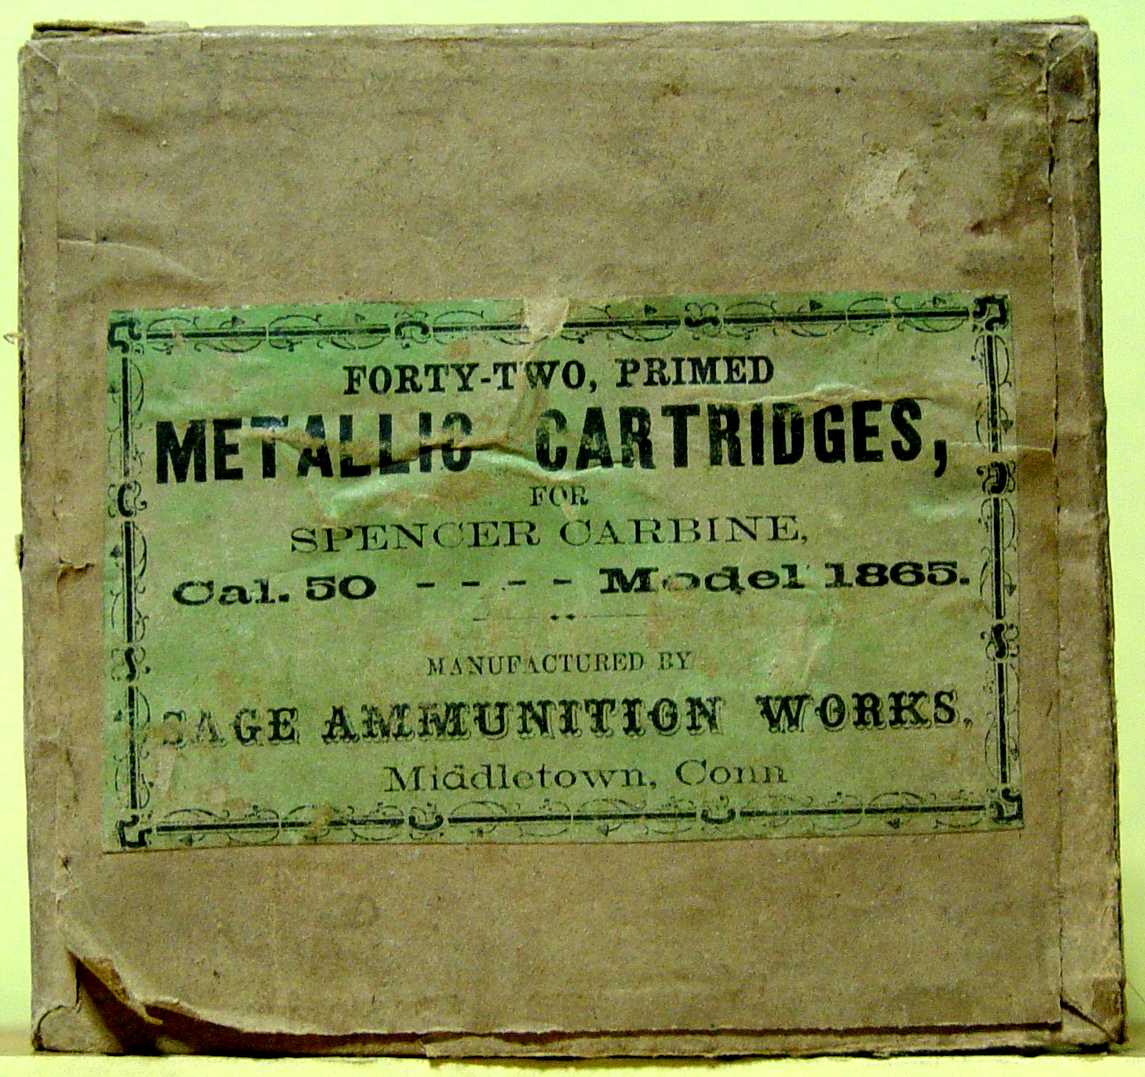 FORTY-TWO, PRIMED
METALLIC CARTRIDGES,
FOR
SPENCER CARBINE,
Cal. 50 - - - - Model 1865.
MANUFACTURED BY
SAGE AMMUNITION WORKS,
Middletown, Conn